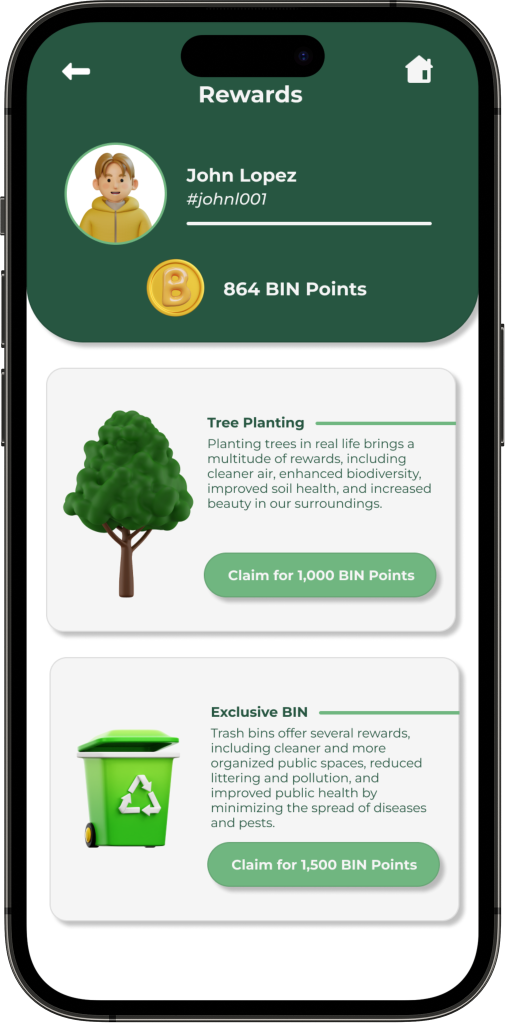 Rewards
John Lopez
#johnl001
B
864 BIN Points
Tree Planting
Planting trees in real life brings a
multitude of rewards, including
cleaner air, enhanced biodiversity,
improved soil health, and increased
beauty in our surroundings.
Claim for 1,000 BIN Points
Exclusive BIN
Trash bins offer several rewards,
including cleaner and more
organized public spaces, reduced
littering and pollution, and
improved public health by
minimizing the spread of diseases
and pests.
Claim for 1,500 BIN Points